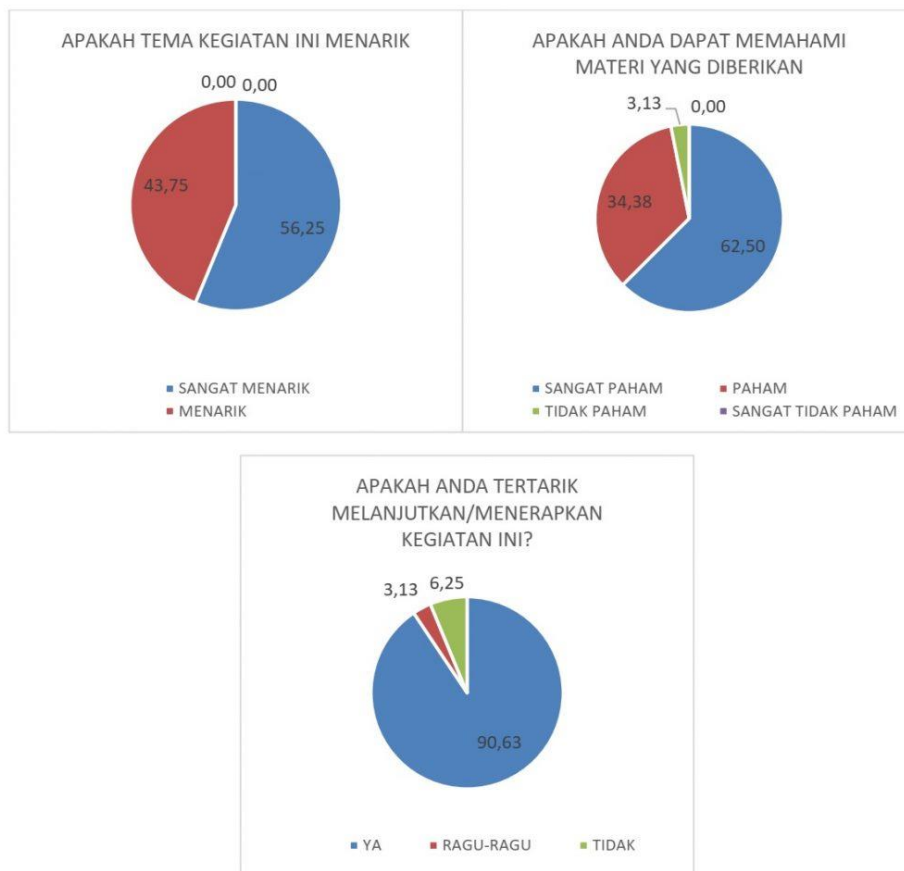 APAKAH TEMA KEGIATAN INI MENARIK
0,00 0,00
43,75
56,25
SANGAT MENARIK
MENARIK
APAKAH ANDA DAPAT MEMAHAMI
MATERI YANG DIBERIKAN
3,13 0,00
34,38
62,50
SANGAT PAHAM PAHAM
TIDAK PAHAM SANGAT TIDAK PAHAM
APAKAH ANDA TERTARIK
MELANJUTKAN/MENERAPKAN
KEGIATAN INI?
3,13 6,25
90,63
YA RAGU-RAGU TIDAK